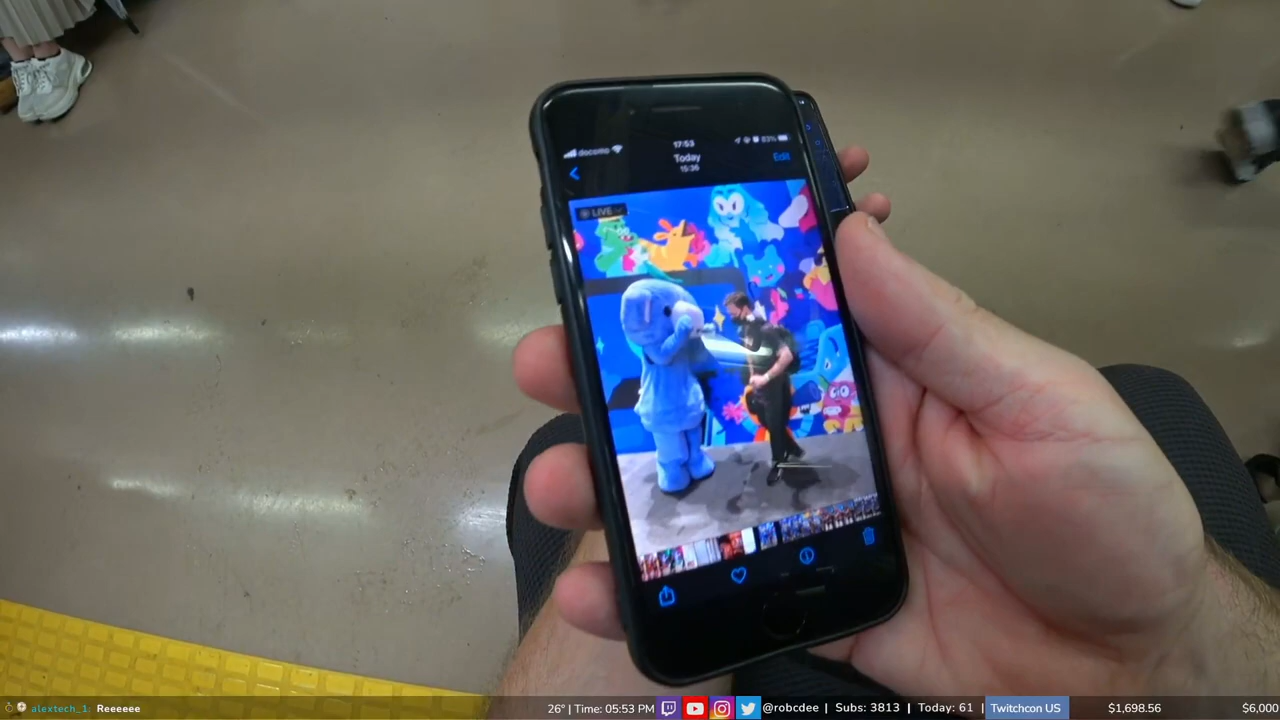 docomo
17:53
83%
Today
15:36
Edit
LIVE
alextech_1: Reeeeee
26° | Time: 05:53 PM
@robcdee | Subs: 3813 | Today: 61 |
Twitchcon US
$1,698.56
$6,000